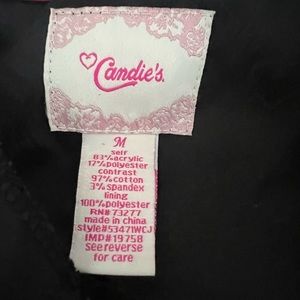 Candie's
M
self
83%acrylic
17%polyester
contrast
97%cotton
3%spandex
lining
100%polyester
RN#73277
made in china
style#53471WCJ
IMP#19758
see reverse
for care